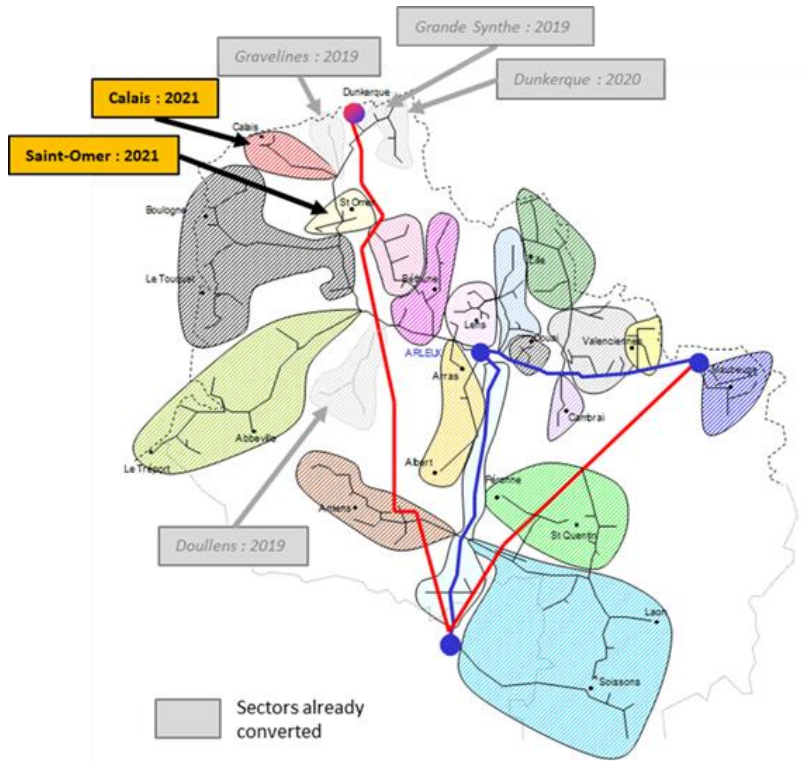 Grande Synthe : 2019
Gravelines : 2019
Dunkerque : 2020
Calais : 2021
Dunkerque
Calais
Saint-Omer : 2021
St Omer
Boulogne
Lille
Le Touquet
Béthune
Lens
Douai
Valenciennes
ARLEUX
Maubeuge
Arras
Cambrai
Abbeville
Le Tréport
Albert
Péronne
Amiens
St Quentin
Doullens : 2019
Laon
Soissons
Sectors already
converted